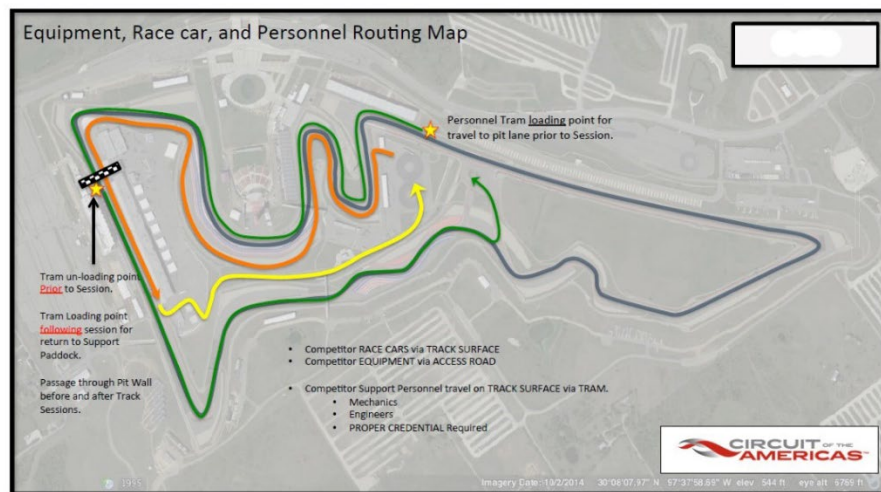 Equipment, Race car, and Personnel Routing Map
Personnel Tram loading point for
travel to pit lane prior to Session.
Tram un-loading point
Prior to Session.
Tram Loading point
following session for
return to Support
Paddock.
Passage through Pit Wall
before and after Track
Sessions.
• Competitor RACE CARS via TRACK SURFACE
• Competitor EQUIPMENT via ACCESS ROAD
• Competitor Support Personnel travel on TRACK SURFACE via TRAM.
• Mechanics
• Engineers
• PROPER CREDENTIAL Required
CIRCUIT OF THE
AMERICAS
1995
Imagery Date: 10/2/2014 30°08'07.97" N 97°37'58.69" W elev 544 ft eye alt 6769 ft